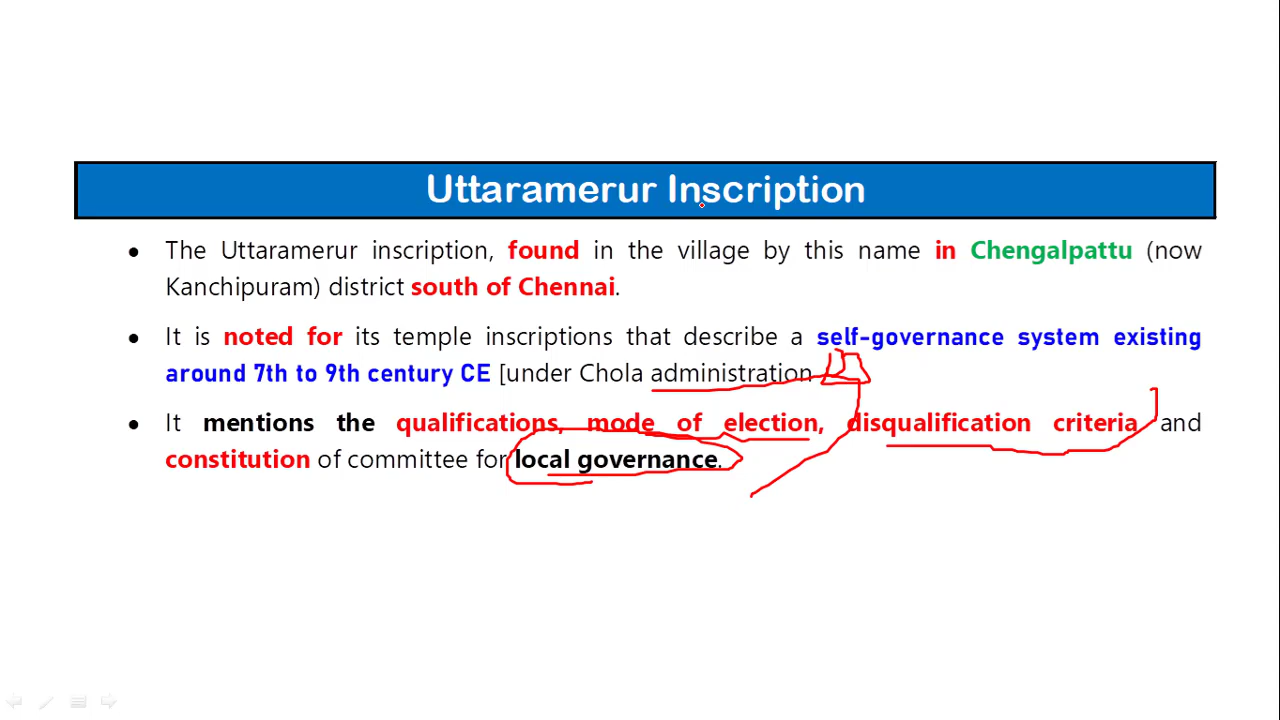 Uttaramerur Inscription
• The Uttaramerur inscription, found in the village by this name in Chengalpattu (now
Kanchipuram) district south of Chennai.
• It is noted for its temple inscriptions that describe a self-governance system existing
around 7th to 9th century CE [under Chola administration
• It mentions the qualifications, mode of election, disqualification criteria and
constitution of committee for local governance.